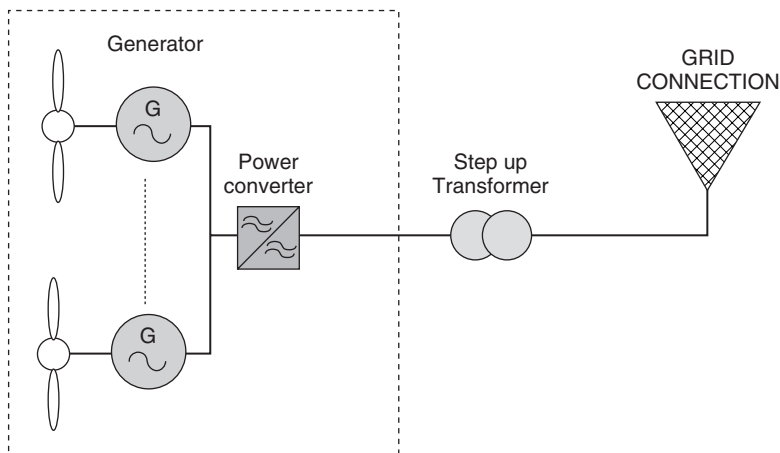 Generator
G
Power
converter
G
Step up
Transformer
GRID
CONNECTION